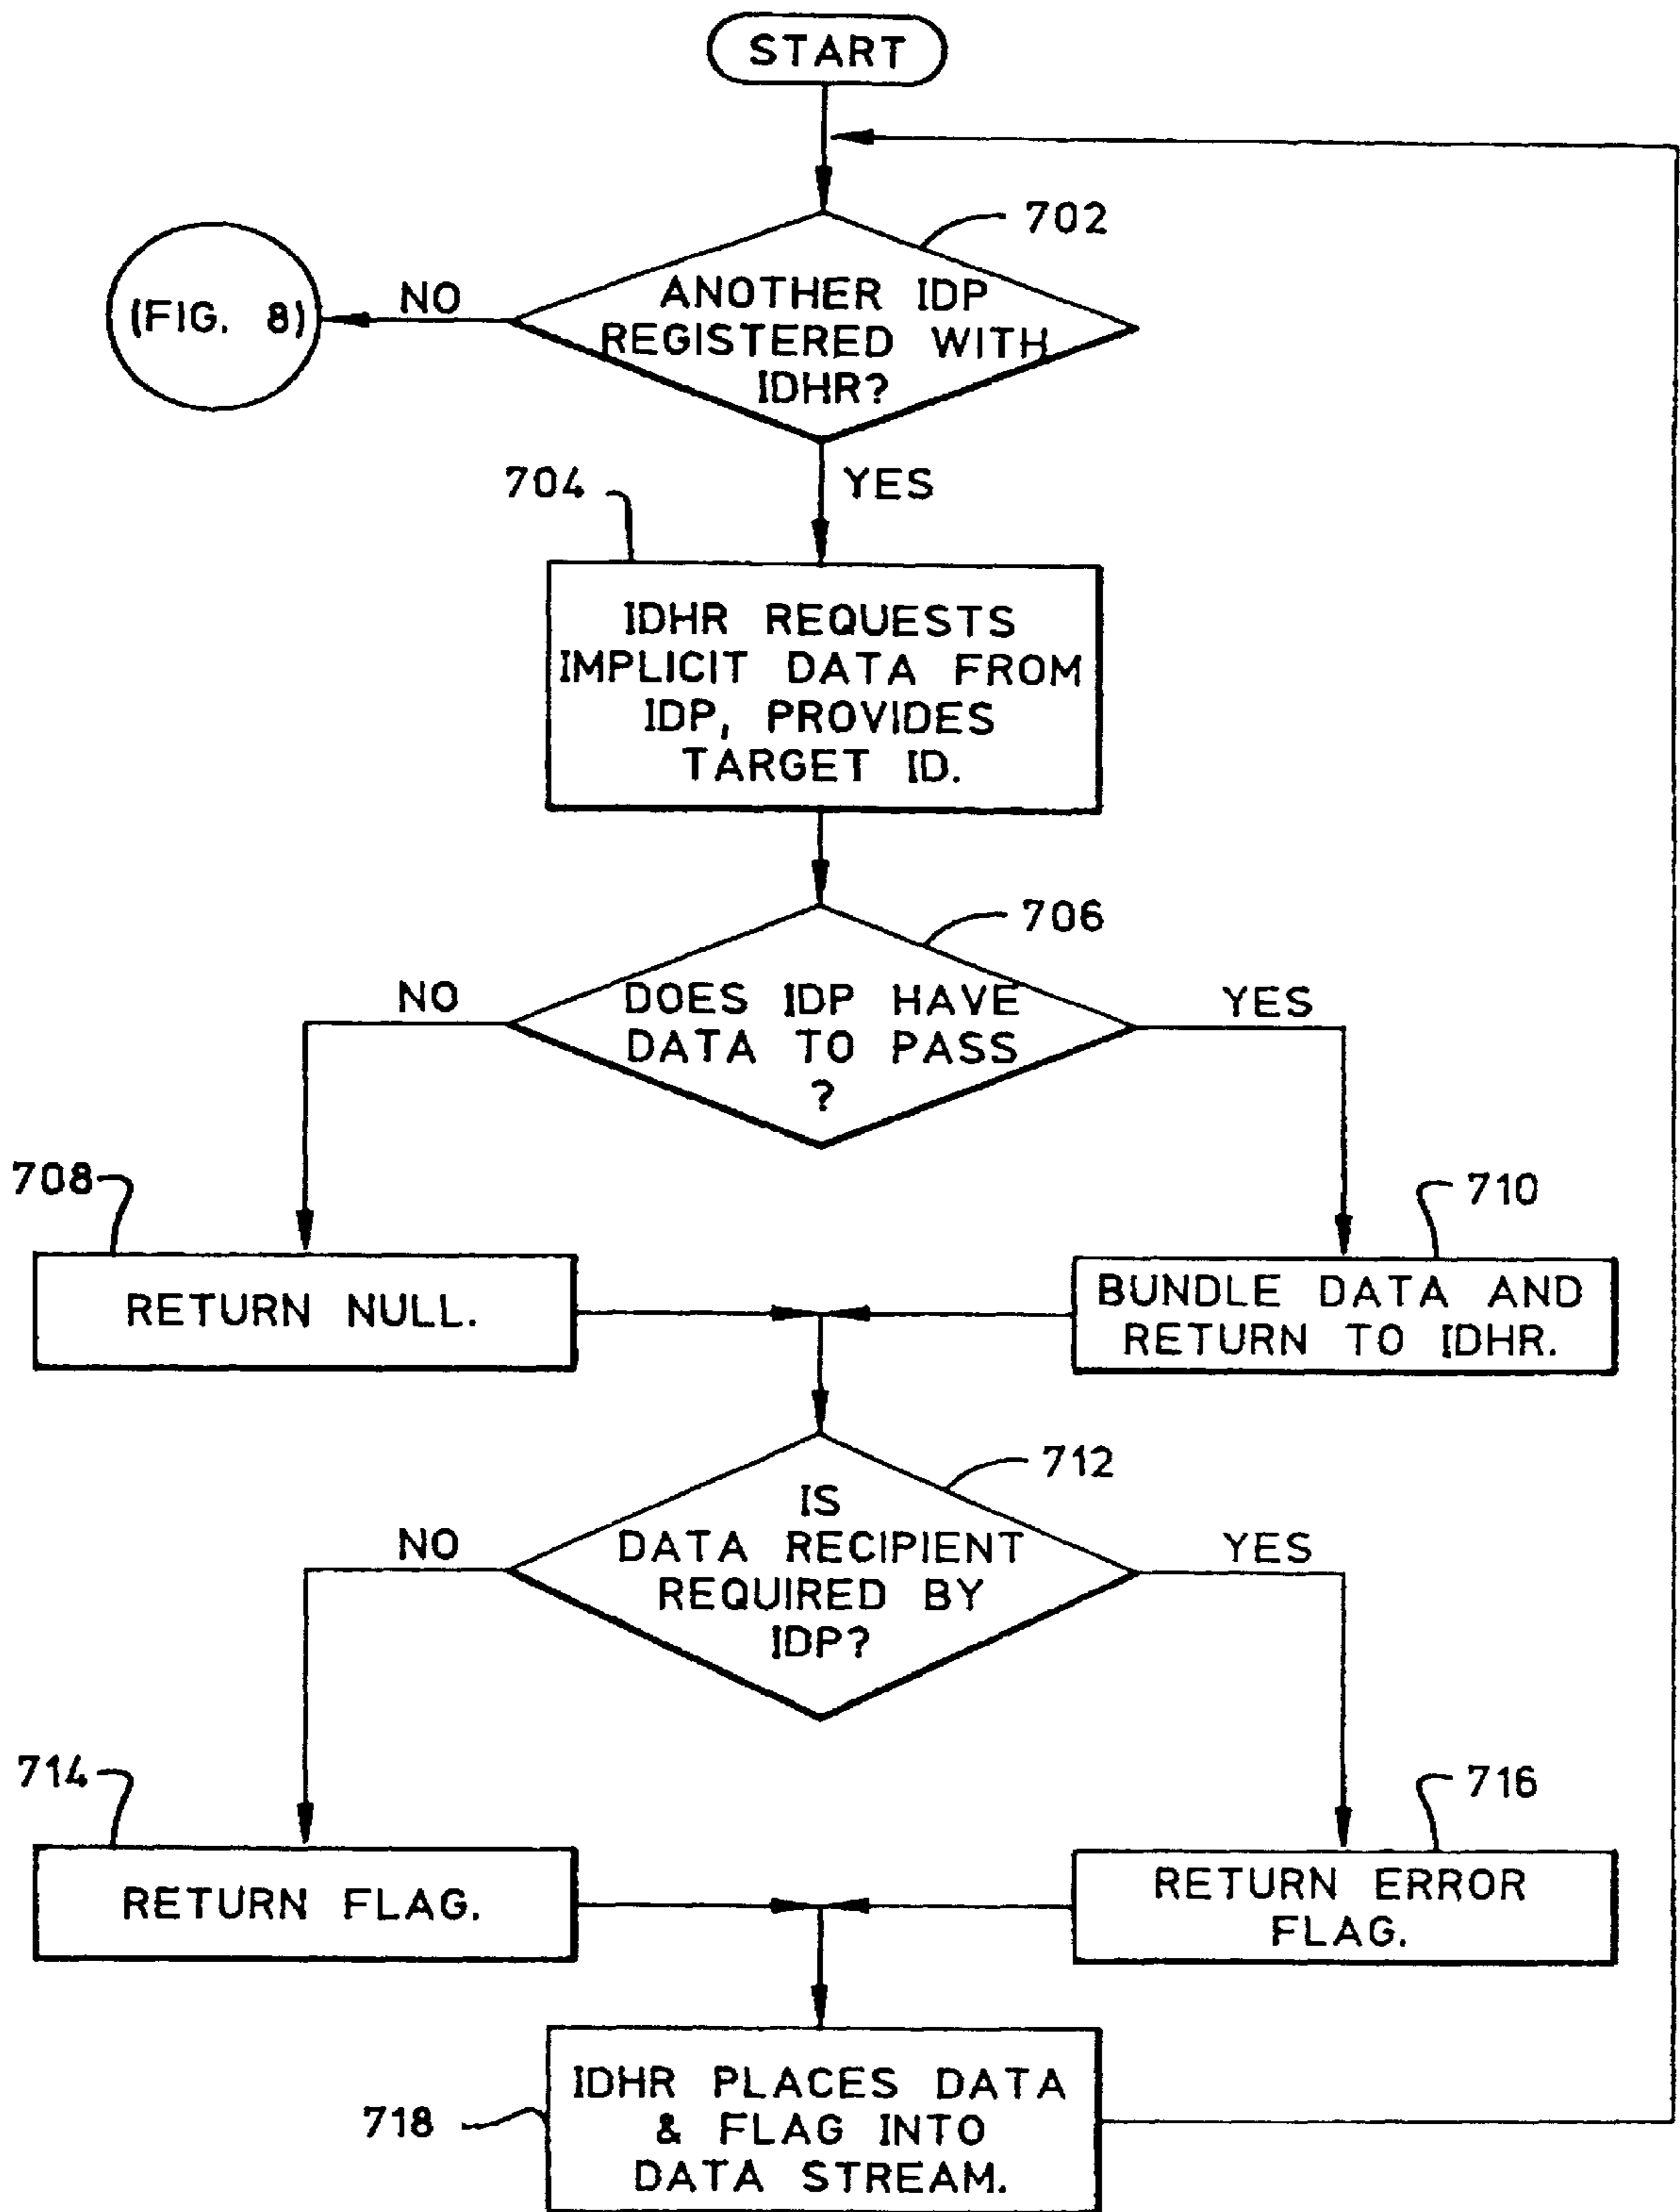 START
702
ANOTHER IDP
REGISTERED WITH
IDHR?
NO
(FIG. 8)
YES
704
IDHR REQUESTS
IMPLICIT DATA FROM
IDP, PROVIDES
TARGET ID.
706
DOES IDP HAVE
DATA TO PASS
?
NO
YES
708
RETURN NULL.
710
BUNDLE DATA AND
RETURN TO IDHR.
712
IS
DATA RECIPIENT
REQUIRED BY
IDP?
NO
YES
714
RETURN FLAG.
716
RETURN ERROR
FLAG.
718
IDHR PLACES DATA
& FLAG INTO
DATA STREAM.